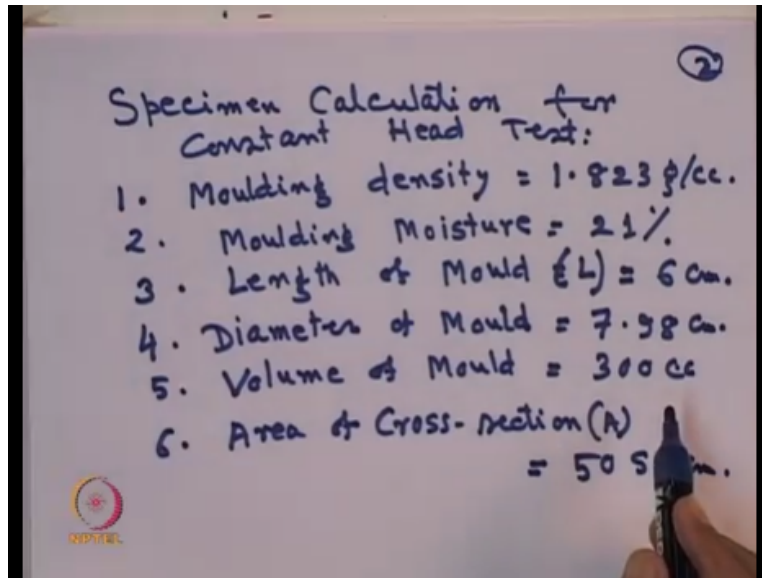 2
Specimen Calculation for
Constant Head Test:
1. Moulding density = 1.823 g/cc.
2. Moulding Moisture = 21%.
3. Length of Mould (L) = 6 cm.
4. Diameter of Mould = 7.98 cm.
5. Volume of Mould = 300 cc
6. Area of Cross-section (A)
= 50 S
NPTEL